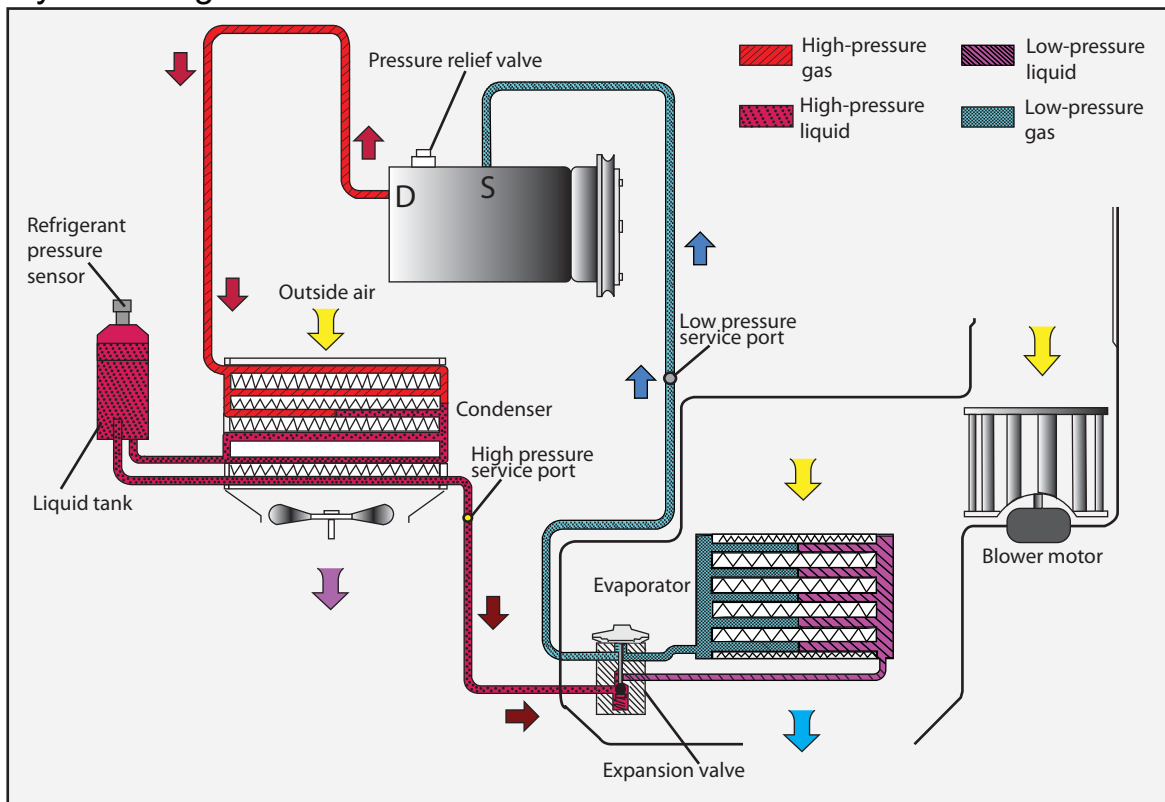 Pressure relief valve
High-pressure
gas
Low-pressure
liquid
High-pressure
liquid
Low-pressure
gas
D
S
Refrigerant
pressure
sensor
Outside air
Low pressure
service port
Condenser
High pressure
service port
Liquid tank
Blower motor
Evaporator
Expansion valve